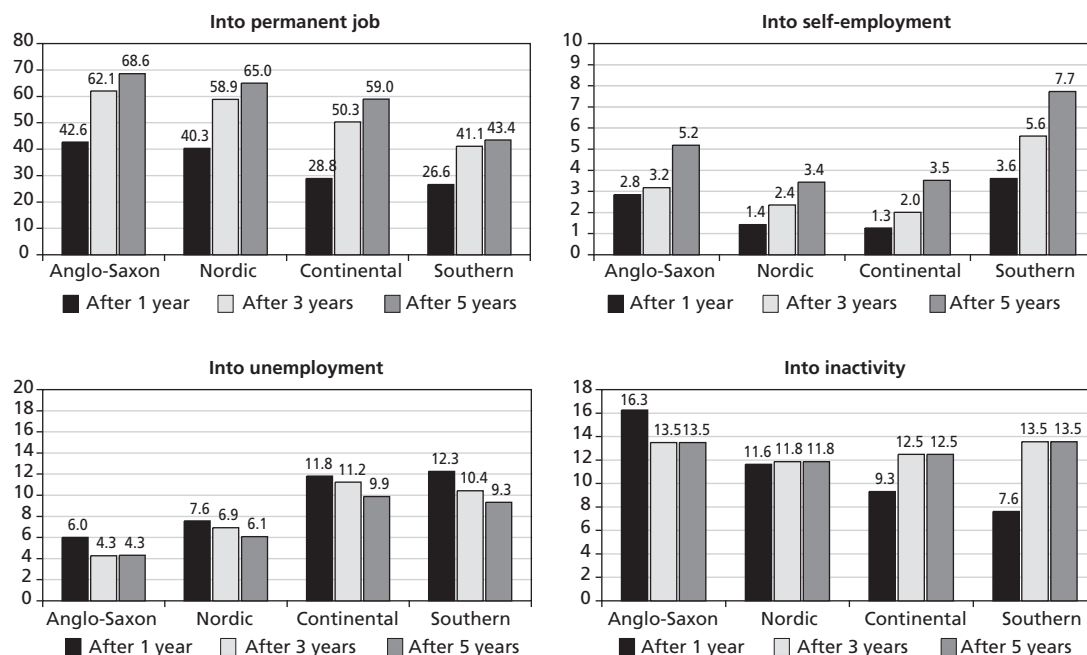 Into permanent job
80
70
60
50
40
30
20
10
0
42.6 62.1 68.6 40.3 58.9 65.0 28.8 50.3 59.0 26.6 41.1 43.4
Anglo-Saxon Nordic Continental Southern
After 1 year After 3 years After 5 years
Into self-employment
10
9
8
7
6
5
4
3
2
1
0
2.8 3.2 5.2 1.4 2.4 3.4 1.3 2.0 3.5 3.6 5.6 7.7
Anglo-Saxon Nordic Continental Southern
After 1 year After 3 years After 5 years
Into unemployment
20
18
16
14
12
10
8
6
4
2
0
6.0 4.3 4.3 7.6 6.9 6.1 11.8 11.2 9.9 12.3 10.4 9.3
Anglo-Saxon Nordic Continental Southern
After 1 year After 3 years After 5 years
Into inactivity
18
16
14
12
10
8
6
4
2
0
16.3 13.5 13.5 11.6 11.8 11.8 9.3 12.5 12.5 7.6 13.5 13.5
Anglo-Saxon Nordic Continental Southern
After 1 year After 3 years After 5 years